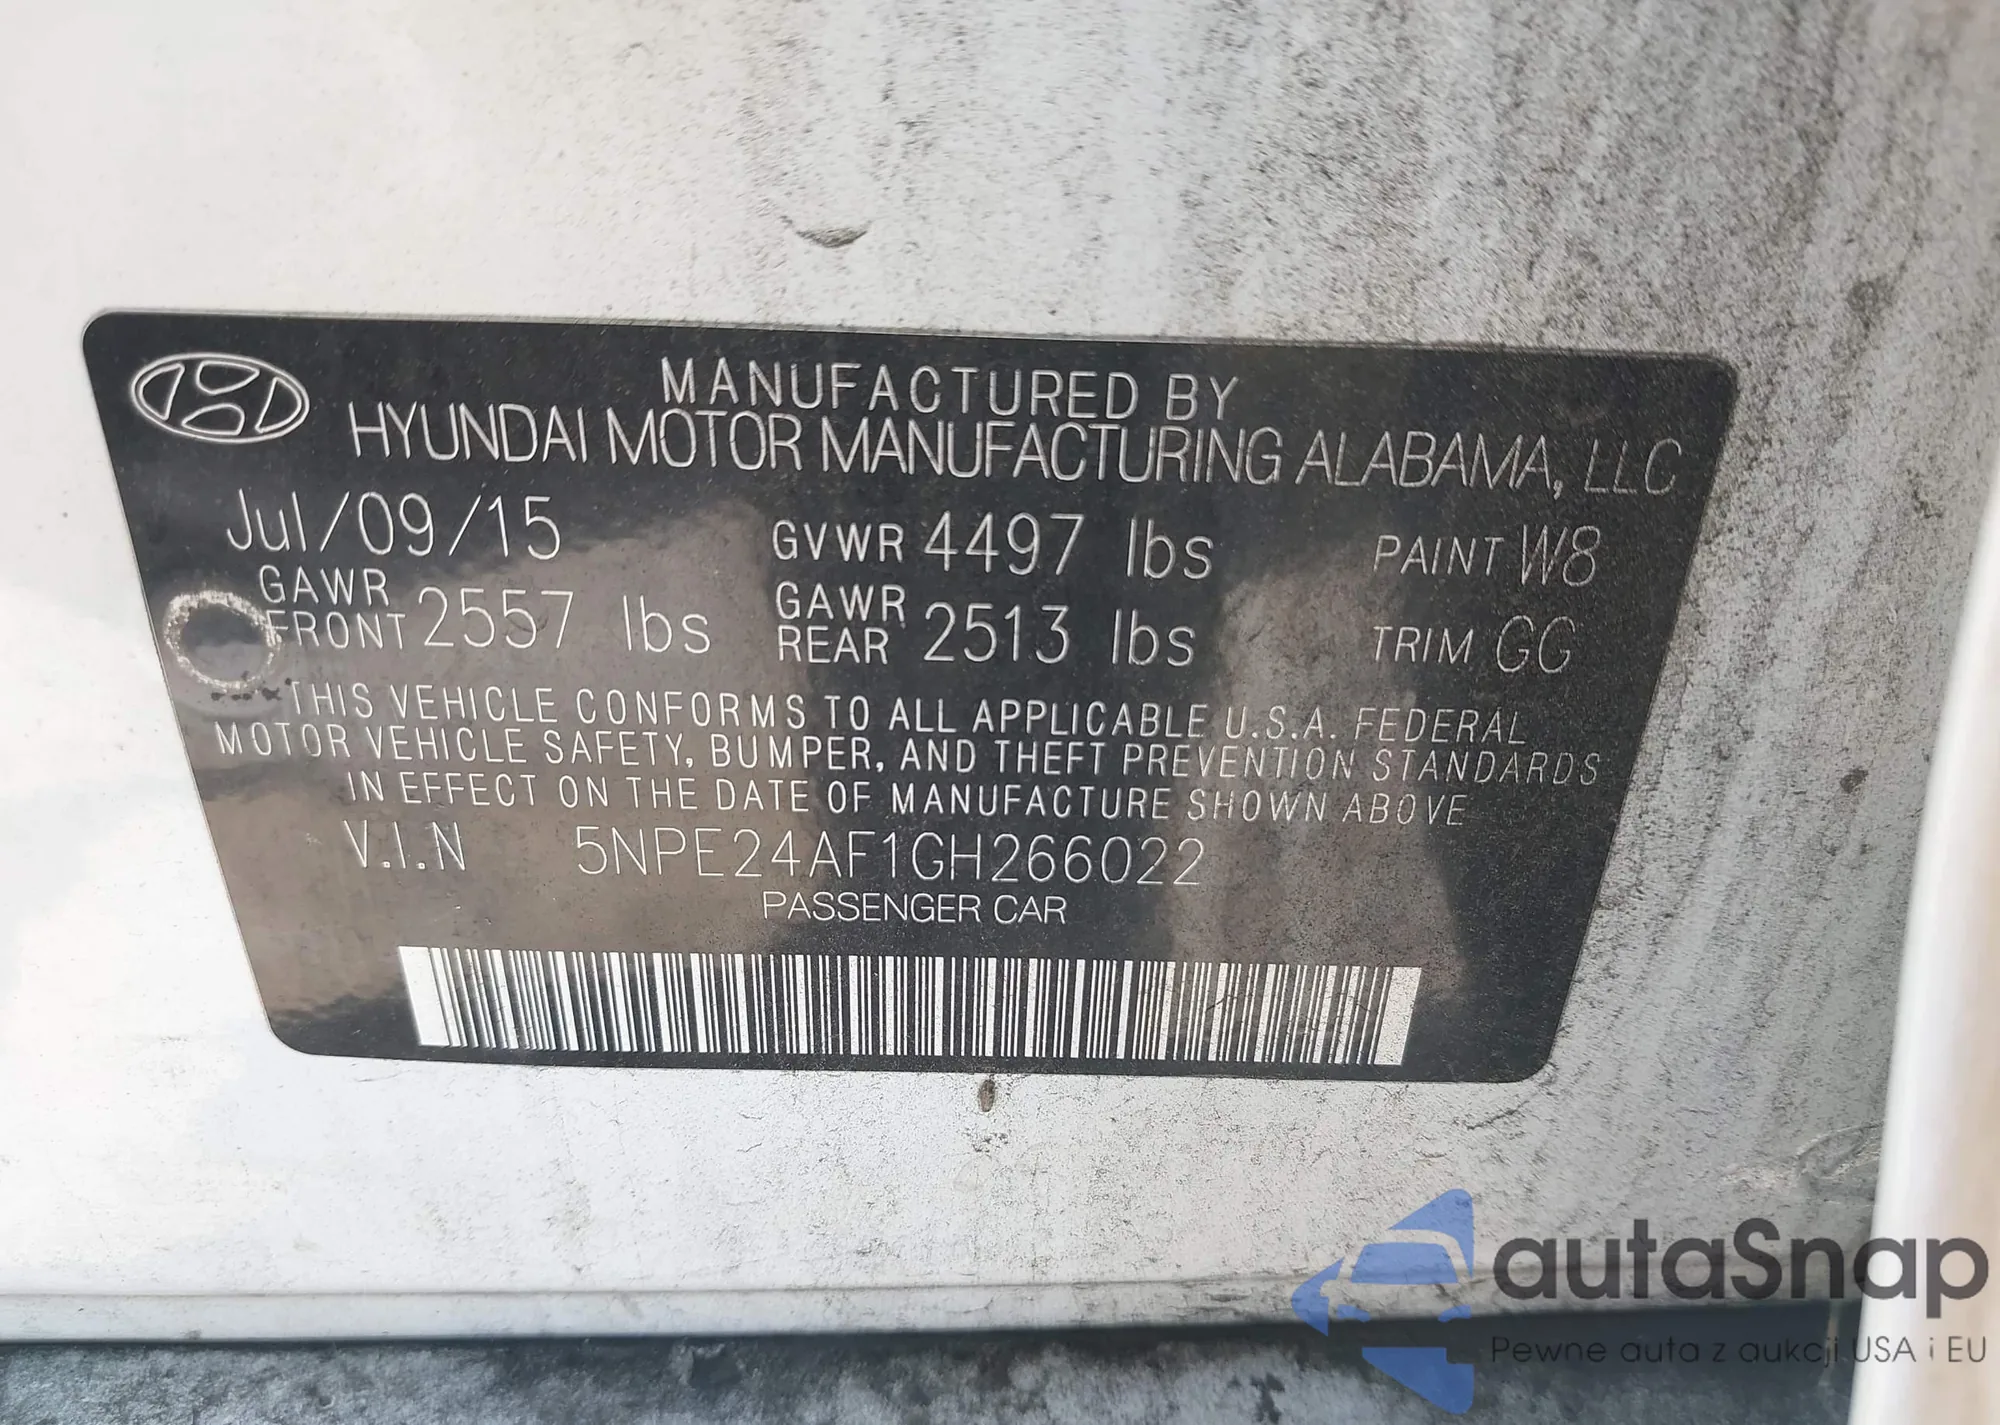 MANUFACTURED BY
HYUNDAI MOTOR MANUFACTURING ALABAMA, LLC
Jul/09/15 GVWR 4497 lbs PAINT W8
GAWR FRONT 2557 lbs GAWR REAR 2513 lbs TRIM GG
THIS VEHICLE CONFORMS TO ALL APPLICABLE U.S.A. FEDERAL
MOTOR VEHICLE SAFETY, BUMPER, AND THEFT PREVENTION STANDARDS
IN EFFECT ON THE DATE OF MANUFACTURE SHOWN ABOVE
V.I.N 5NPE24AF1GH266022
PASSENGER CAR
autaSnap
Pewne auta z aukcji USA i EU